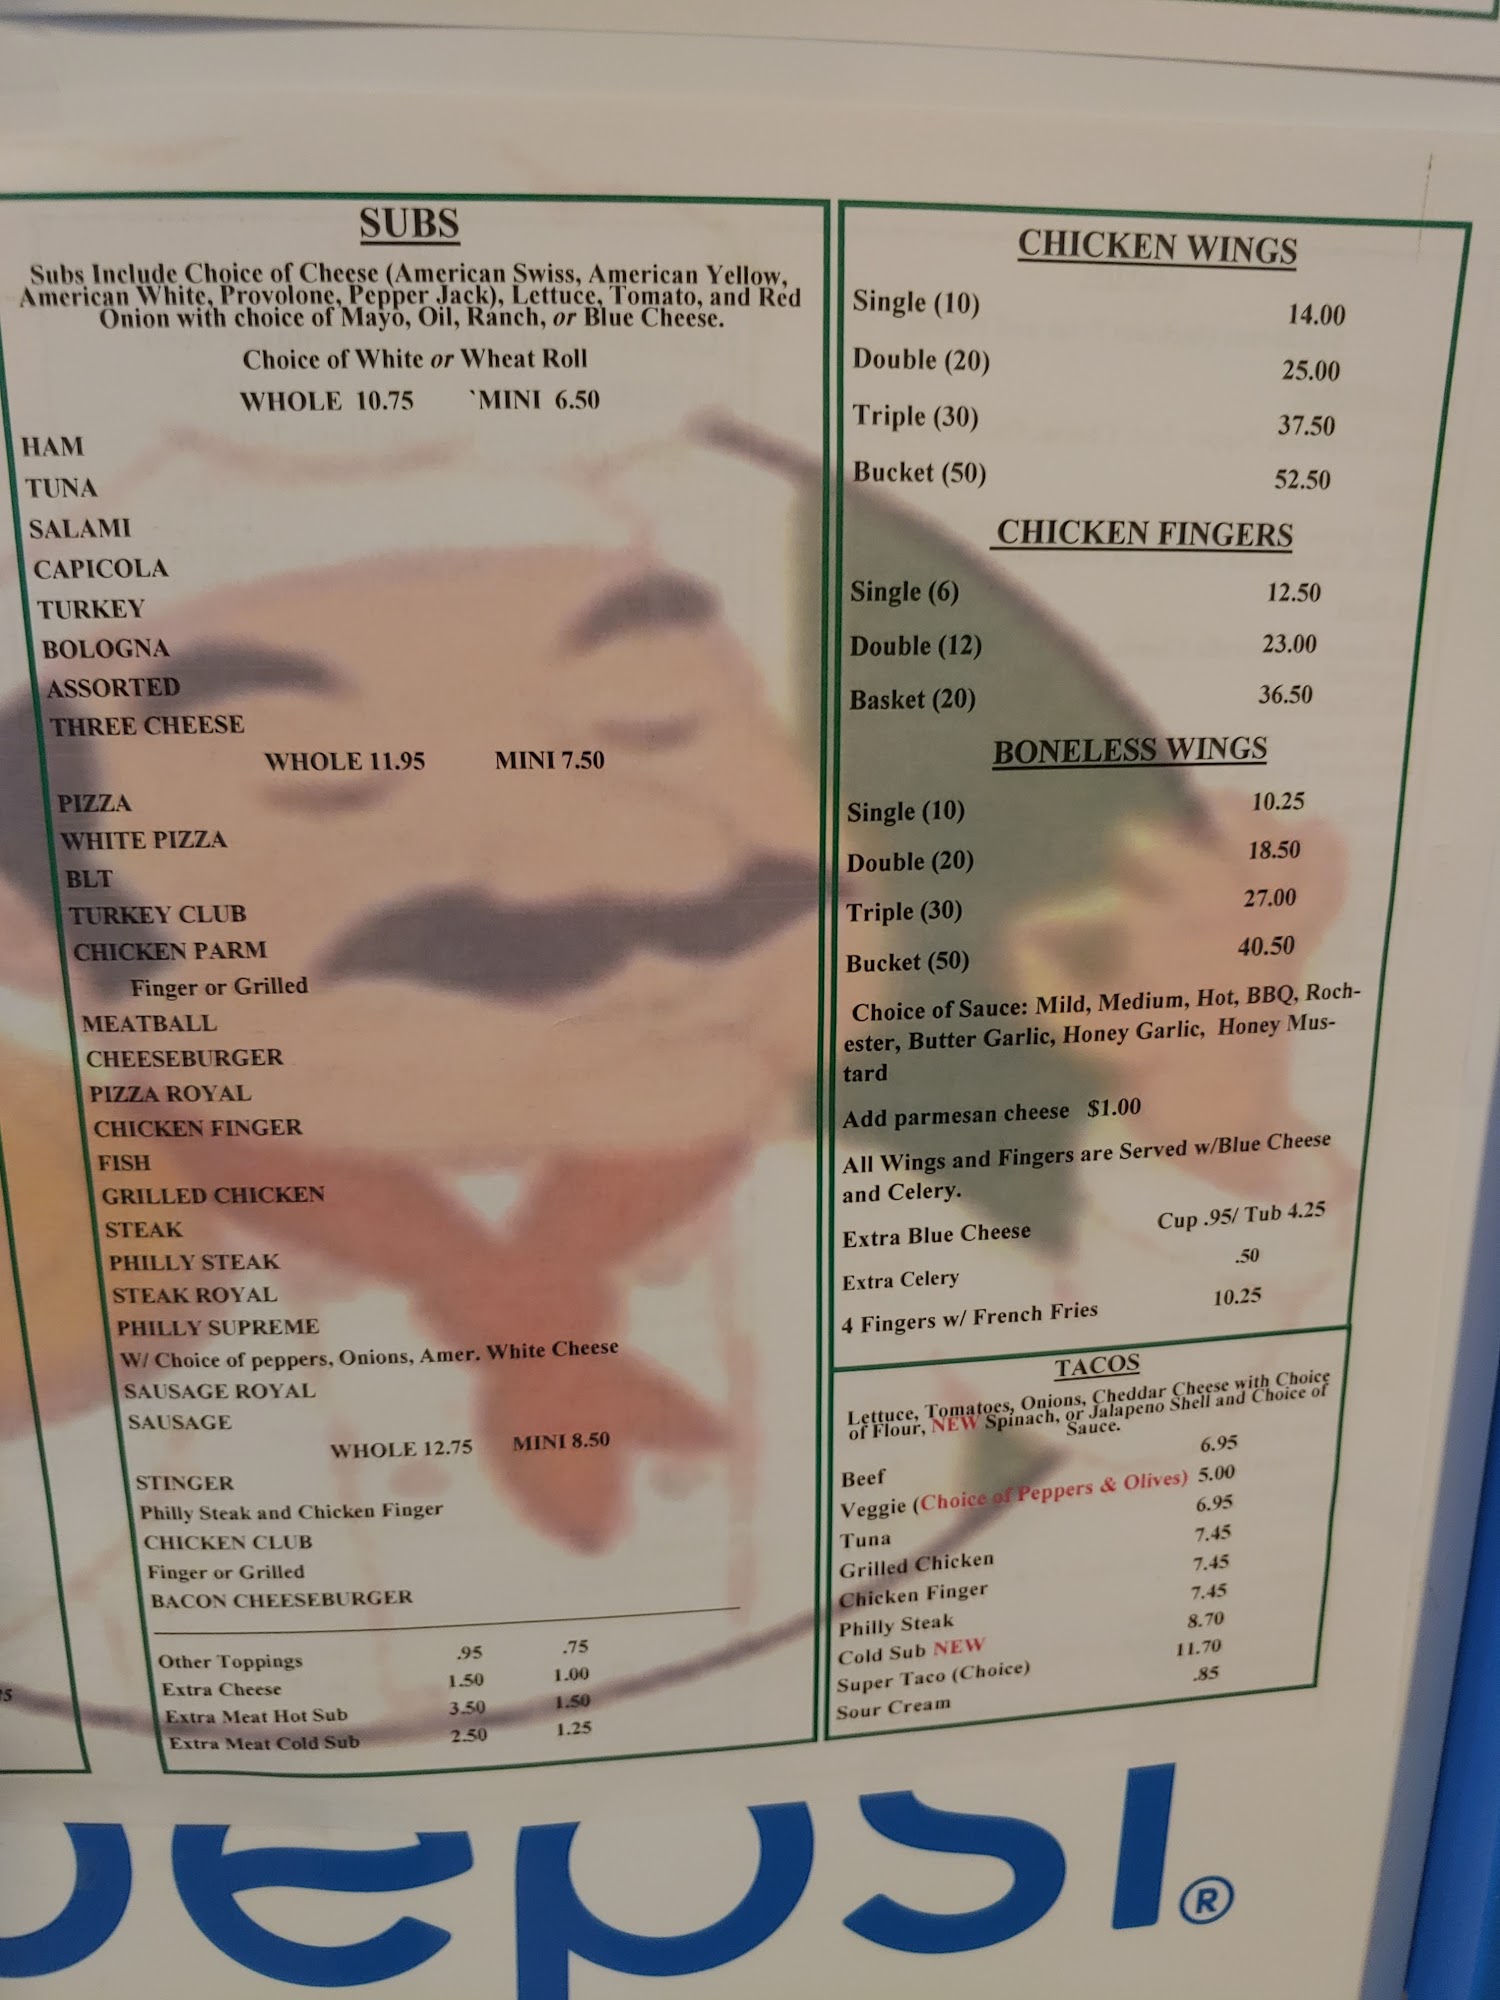 SUBS
Subs Include Choice of Cheese (American Swiss, American Yellow,
American White, Provolone, Pepper Jack), Lettuce, Tomato, and Red
Onion with choice of Mayo, Oil, Ranch, or Blue Cheese.
Choice of White or Wheat Roll
WHOLE 10.75 `MINI 6.50
HAM
TUNA
SALAMI
CAPICOLA
TURKEY
BOLOGNA
ASSORTED
THREE CHEESE
WHOLE 11.95 MINI 7.50
PIZZA
WHITE PIZZA
BLT
TURKEY CLUB
CHICKEN PARM
Finger or Grilled
MEATBALL
CHEESEBURGER
PIZZA ROYAL
CHICKEN FINGER
FISH
GRILLED CHICKEN
STEAK
PHILLY STEAK
STEAK ROYAL
PHILLY SUPREME
W/ Choice of peppers, Onions, Amer. White Cheese
SAUSAGE ROYAL
SAUSAGE
WHOLE 12.75 MINI 8.50
STINGER
Philly Steak and Chicken Finger
CHICKEN CLUB
Finger or Grilled
BACON CHEESEBURGER
Other Toppings .95 .75
Extra Cheese 1.50 1.00
Extra Meat Hot Sub 3.50 1.50
Extra Meat Cold Sub 2.50 1.25
CHICKEN WINGS
Single (10) 14.00
Double (20) 25.00
Triple (30) 37.50
Bucket (50) 52.50
CHICKEN FINGERS
Single (6) 12.50
Double (12) 23.00
Basket (20) 36.50
BONELESS WINGS
Single (10) 10.25
Double (20) 18.50
Triple (30) 27.00
Bucket (50) 40.50
Choice of Sauce: Mild, Medium, Hot, BBQ, Roch-
ester, Butter Garlic, Honey Garlic, Honey Mus-
tard
Add parmesan cheese $1.00
All Wings and Fingers are Served w/Blue Cheese
and Celery.
Extra Blue Cheese Cup .95/ Tub 4.25
Extra Celery .50
4 Fingers w/ French Fries 10.25
TACOS
Lettuce, Tomatoes, Onions, Cheddar Cheese with Choice
of Flour, NEW Spinach, or Jalapeno Shell and Choice of
Sauce.
Beef 6.95
Veggie (Choice of Peppers & Olives) 5.00
Tuna 6.95
Grilled Chicken 7.45
Chicken Finger 7.45
Philly Steak 7.45
Cold Sub NEW 8.70
Super Taco (Choice) 11.70
Sour Cream .85
pepsi®